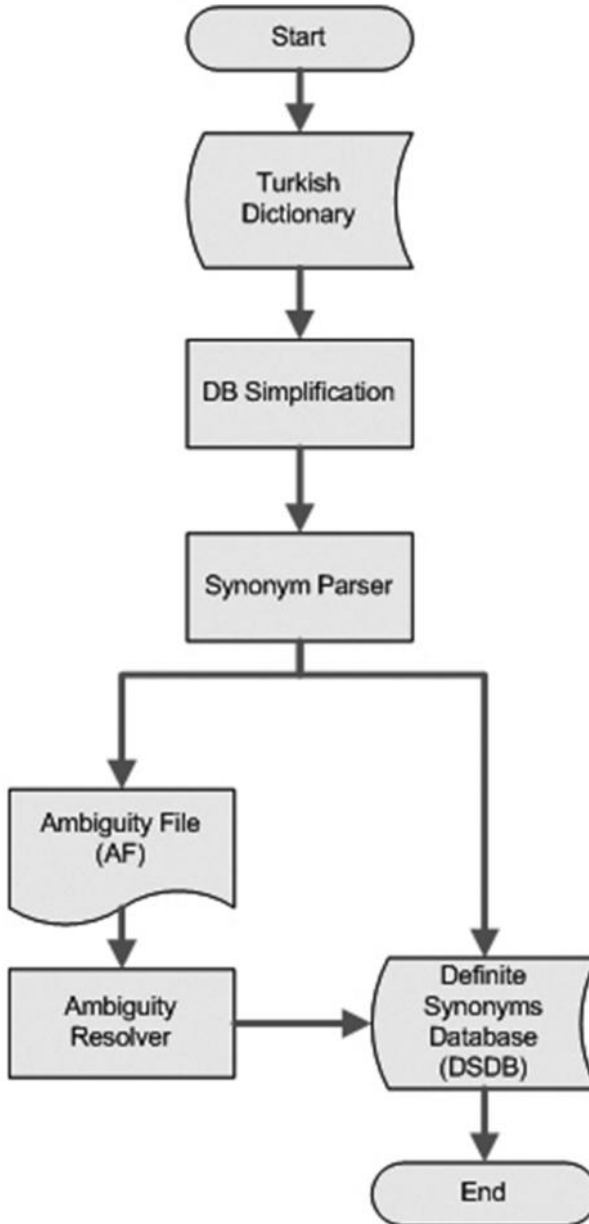 Start
Turkish
Dictionary
DB Simplification
Synonym Parser
Ambiguity File
(AF)
Ambiguity
Resolver
Definite
Synonyms
Database
(DSDB)
End